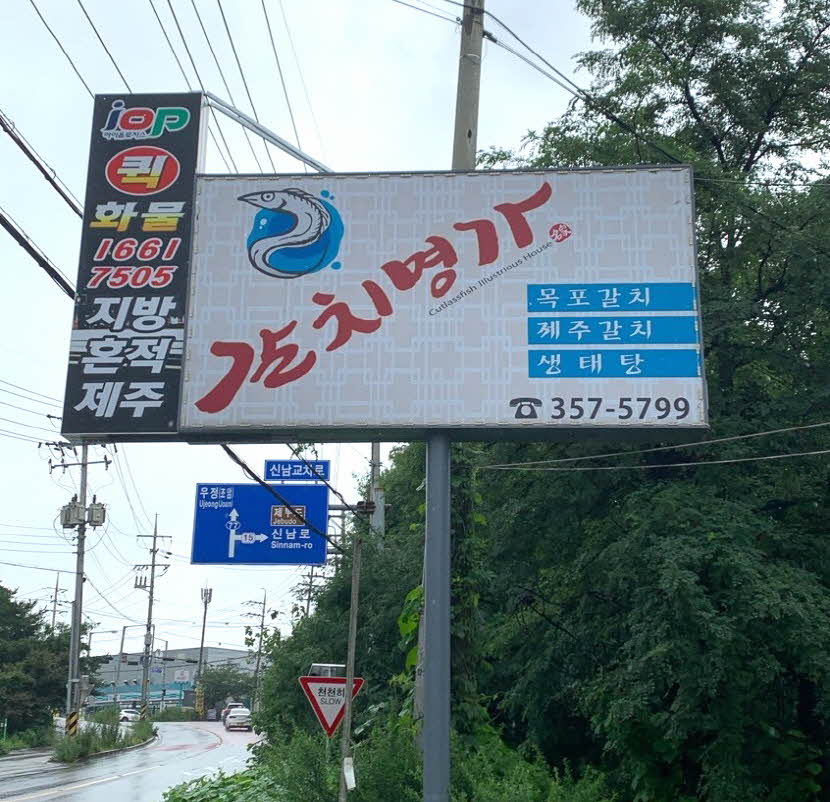 iop
아이오로지스
퀵
화물
1661
7505
지방
혼적
제주
갈치명가
Cutlassfish Illustrious House
목포갈치
제주갈치
생태탕
☎ 357-5799
신남교차로
우정(조암)
Ujeong(Joam)
77
제부도
Jebudo
15
신남로
Sinnam-ro
천천히
SLOW